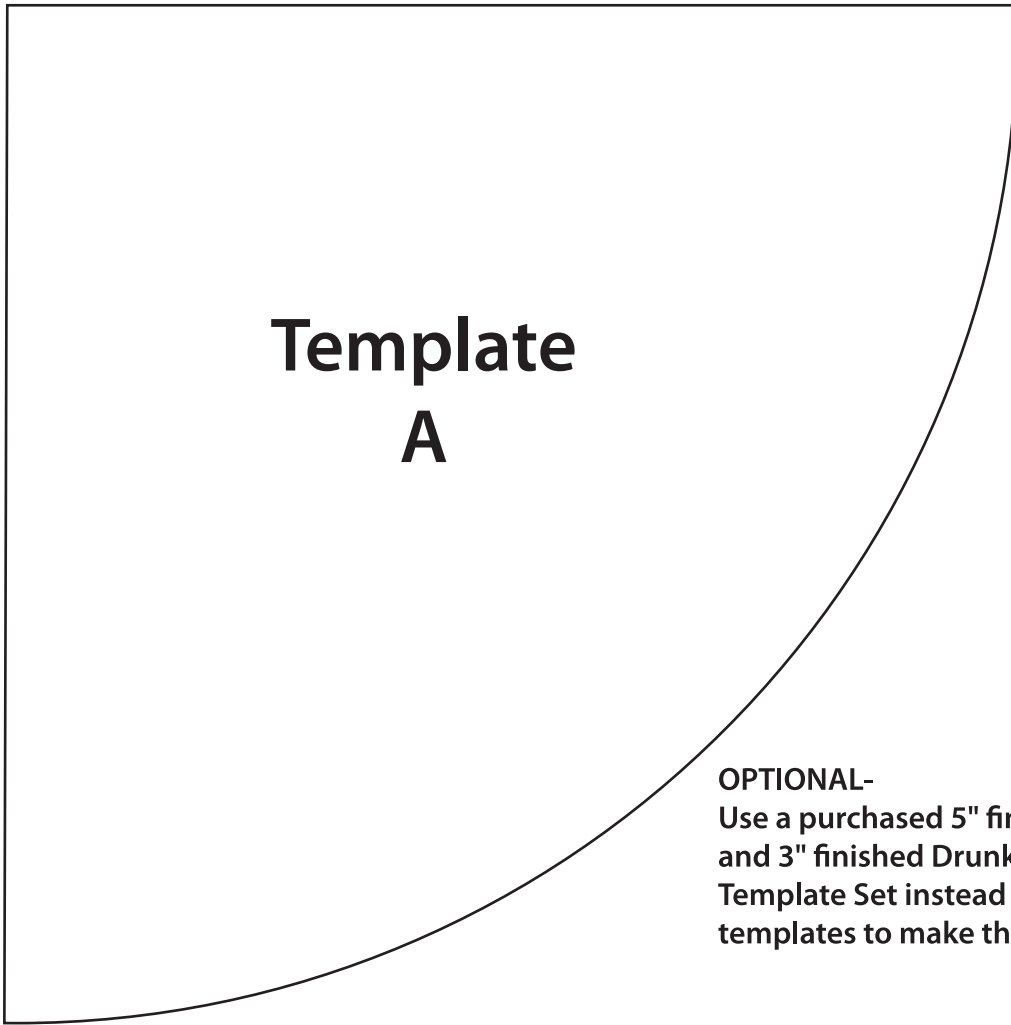 Template
A
OPTIONAL-
Use a purchased 5"
and 3" finished
Template Set instead
templates to make